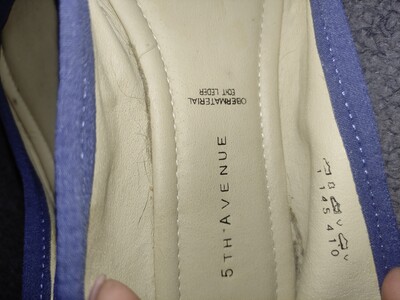 OBERMATERIAL
ECHT LEDER
5TH AVENUE
1 145 410